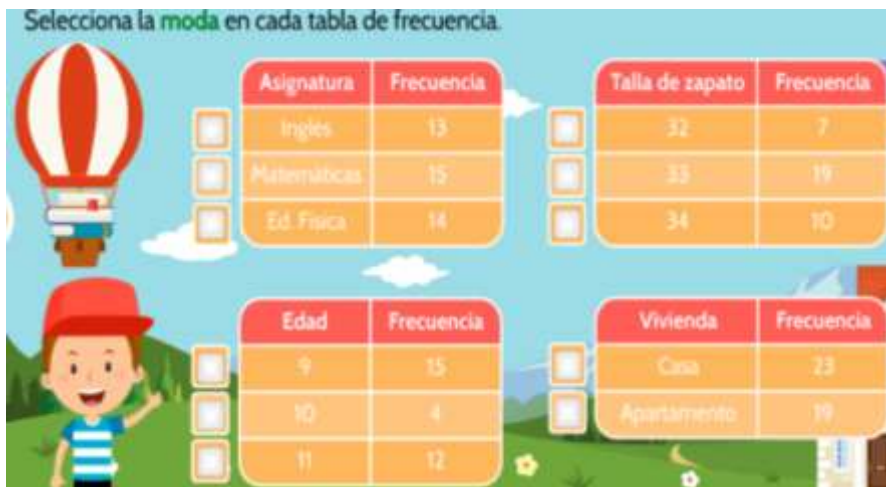 Selecciona la moda en cada tabla de frecuencia.
Asignatura Frecuencia
Inglés 13
Matemáticas 15
Ed. Física 14
Talla de zapato Frecuencia
32 7
33 19
34 10
Edad Frecuencia
9 15
10 4
11 12
Vivienda Frecuencia
Casa 23
Apartamento 19